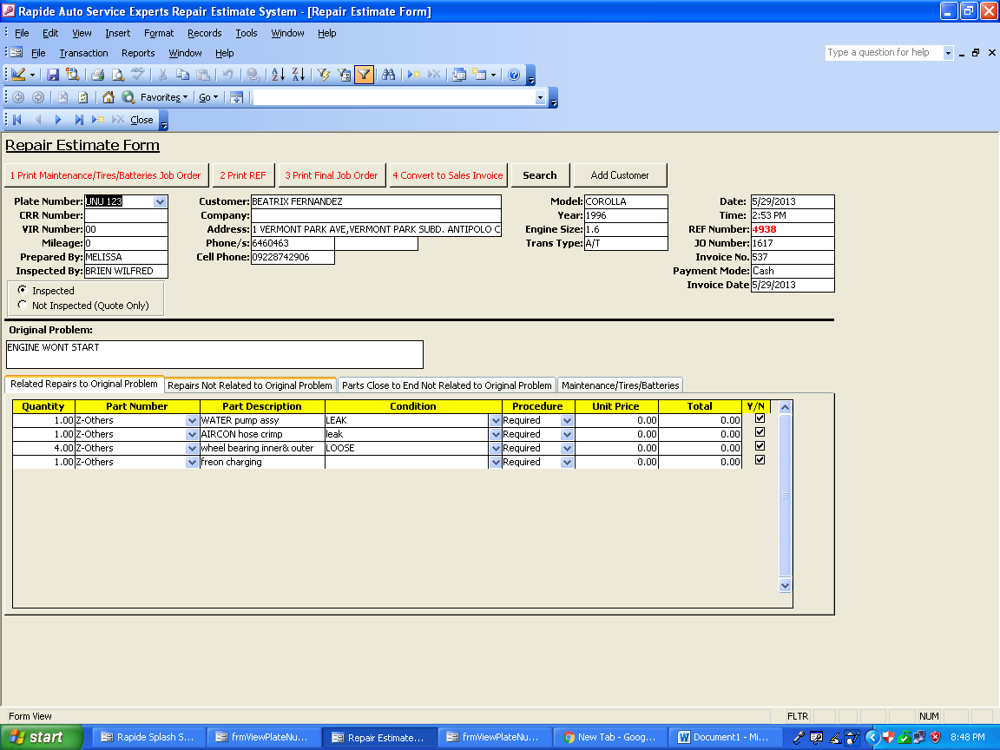 Rapide Auto Service Experts Repair Estimate System - [Repair Estimate Form]
File Edit View Insert Format Records Tools Window Help
File Transaction Reports Window Help Type a question for help
Favorites Go
Close
Repair Estimate Form
1 Print Maintenance/Tires/Batteries Job Order 2 Print REF 3 Print Final Job Order 4 Convert to Sales Invoice Search Add Customer
Plate Number: UNU 123 Customer: BEATRIX FERNANDEZ Model: COROLLA Date: 5/29/2013
CRR Number: Company: Year: 1996 Time: 2:53 PM
VIR Number: 00 Address: 1 VERMONT PARK AVE,VERMONT PARK SUBD. ANTIPOLO C Engine Size: 1.6 REF Number: 4938
Mileage: 0 Phone/s: 6460463 Trans Type: A/T JO Number: 1617
Prepared By: MELISSA Cell Phone: 09228742906 Invoice No. 537
Inspected By: BRIEN WILFRED Payment Mode: Cash
Invoice Date 5/29/2013
Inspected
Not Inspected (Quote Only)
Original Problem:
ENGINE WONT START
Related Repairs to Original Problem Repairs Not Related to Original Problem Parts Close to End Not Related to Original Problem Maintenance/Tires/Batteries
Quantity Part Number Part Description Condition Procedure Unit Price Total Y/N
1.00 Z-Others WATER pump assy LEAK Required 0.00 0.00
1.00 Z-Others AIRCON hose crimp leak Required 0.00 0.00
4.00 Z-Others wheel bearing inner& outer LOOSE Required 0.00 0.00
1.00 Z-Others freon charging Required 0.00 0.00
Form View FLTR NUM
start Rapide Splash S... frmViewPlateNu... Repair Estimate... frmViewPlateNu... New Tab - Goog... Document1 - Mi... 8:48 PM